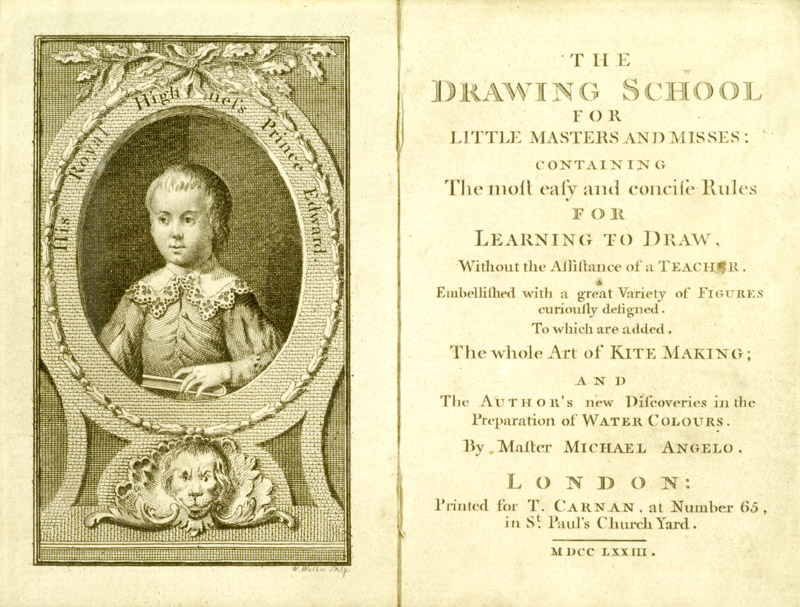 His Royal Highneſs Prince Edward.
W. Walker Sculp.
THE
DRAWING SCHOOL
FOR
LITTLE MASTERS AND MISSES:
CONTAINING
The moſt eaſy and conciſe Rules
FOR
LEARNING TO DRAW,
Without the Aſſiſtance of a TEACHER.
Embelliſhed with a great Variety of FIGURES
curiouſly deſigned.
To which are added,
The whole Art of KITE MAKING;
AND
The AUTHOR'S new Diſcoveries in the
Preparation of WATER COLOURS.
By Maſter MICHAEL ANGELO.
LONDON:
Printed for T. CARNAN, at Number 65,
in St. Paul's Church Yard.
MDCC LXXIII.